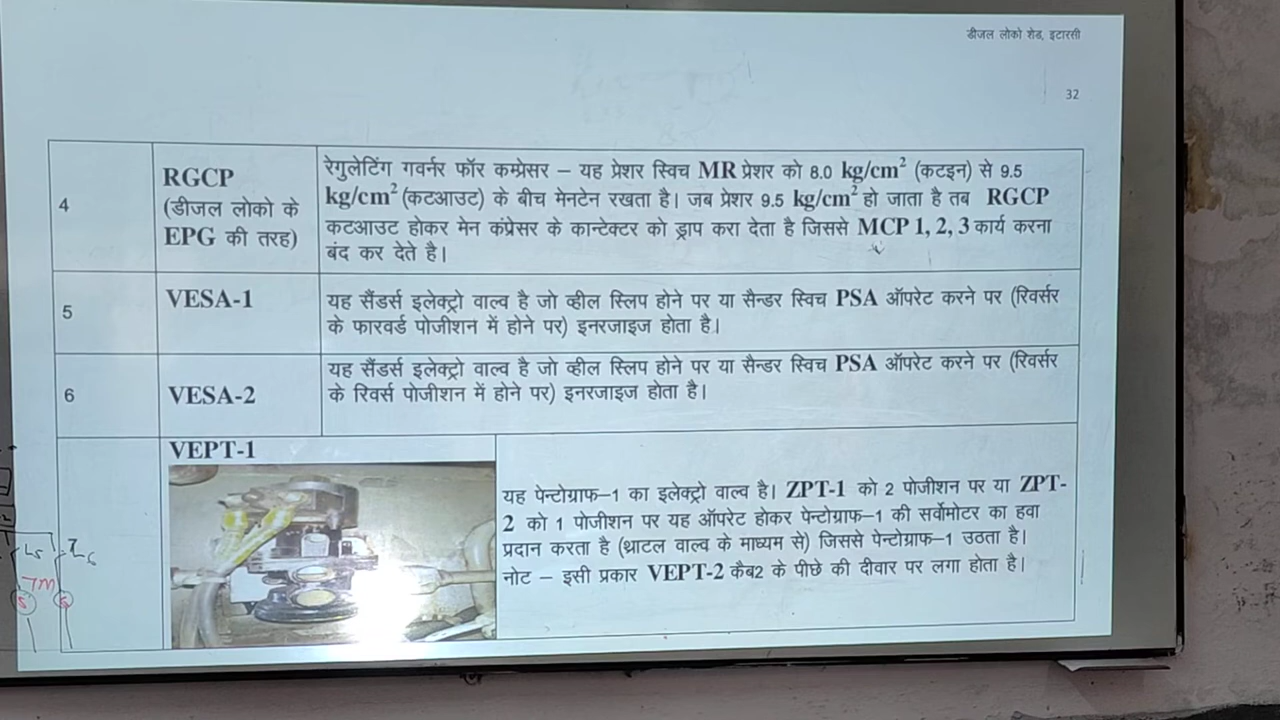 डीजल लोको शेड, इटारसी
32
4
RGCP
(डीजल लोको के
EPG की तरह)
रेगुलेटिंग गवर्नर फॉर कम्प्रेसर – यह प्रेशर स्विच MR प्रेशर को 8.0 kg/cm² (कटइन) से 9.5
kg/cm² (कटआउट) के बीच मेनटेन रखता है। जब प्रेशर 9.5 kg/cm² हो जाता है तब RGCP
कटआउट होकर मेन कंप्रेसर के कान्टेक्टर को ड्राप करा देता है जिससे MCP 1, 2, 3 कार्य करना
बंद कर देते है।
5
VESA-1
यह सैंडर्स इलेक्ट्रो वाल्व है जो व्हील स्लिप होने पर या सैन्डर स्विच PSA ऑपरेट करने पर (रिवर्सर
के फारवर्ड पोजीशन में होने पर) इनरजाइज होता है।
6
VESA-2
यह सैंडर्स इलेक्ट्रो वाल्व है जो व्हील स्लिप होने पर या सैन्डर स्विच PSA ऑपरेट करने पर (रिवर्सर
के रिवर्स पोजीशन में होने पर) इनरजाइज होता है।
VEPT-1
यह पेन्टोग्राफ–1 का इलेक्ट्रो वाल्व है। ZPT-1 को 2 पोजीशन पर या ZPT-
2 को 1 पोजीशन पर यह ऑपरेट होकर पेन्टोग्राफ–1 की सर्वोमोटर का हवा
प्रदान करता है (थ्राटल वाल्व के माध्यम से) जिससे पेन्टोग्राफ–1 उठता है।
नोट – इसी प्रकार VEPT-2 कैब2 के पीछे की दीवार पर लगा होता है।
L5
L6
TM
5
6